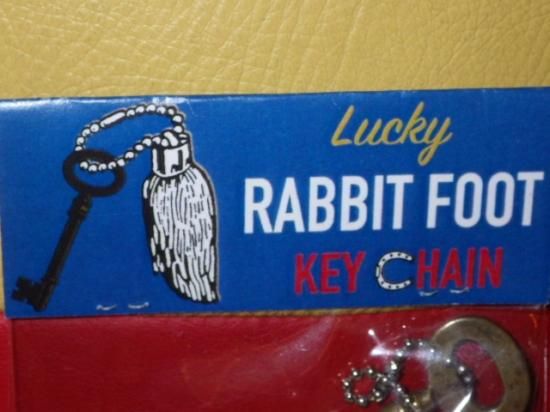 Lucky
RABBIT FOOT
KEY CHAIN